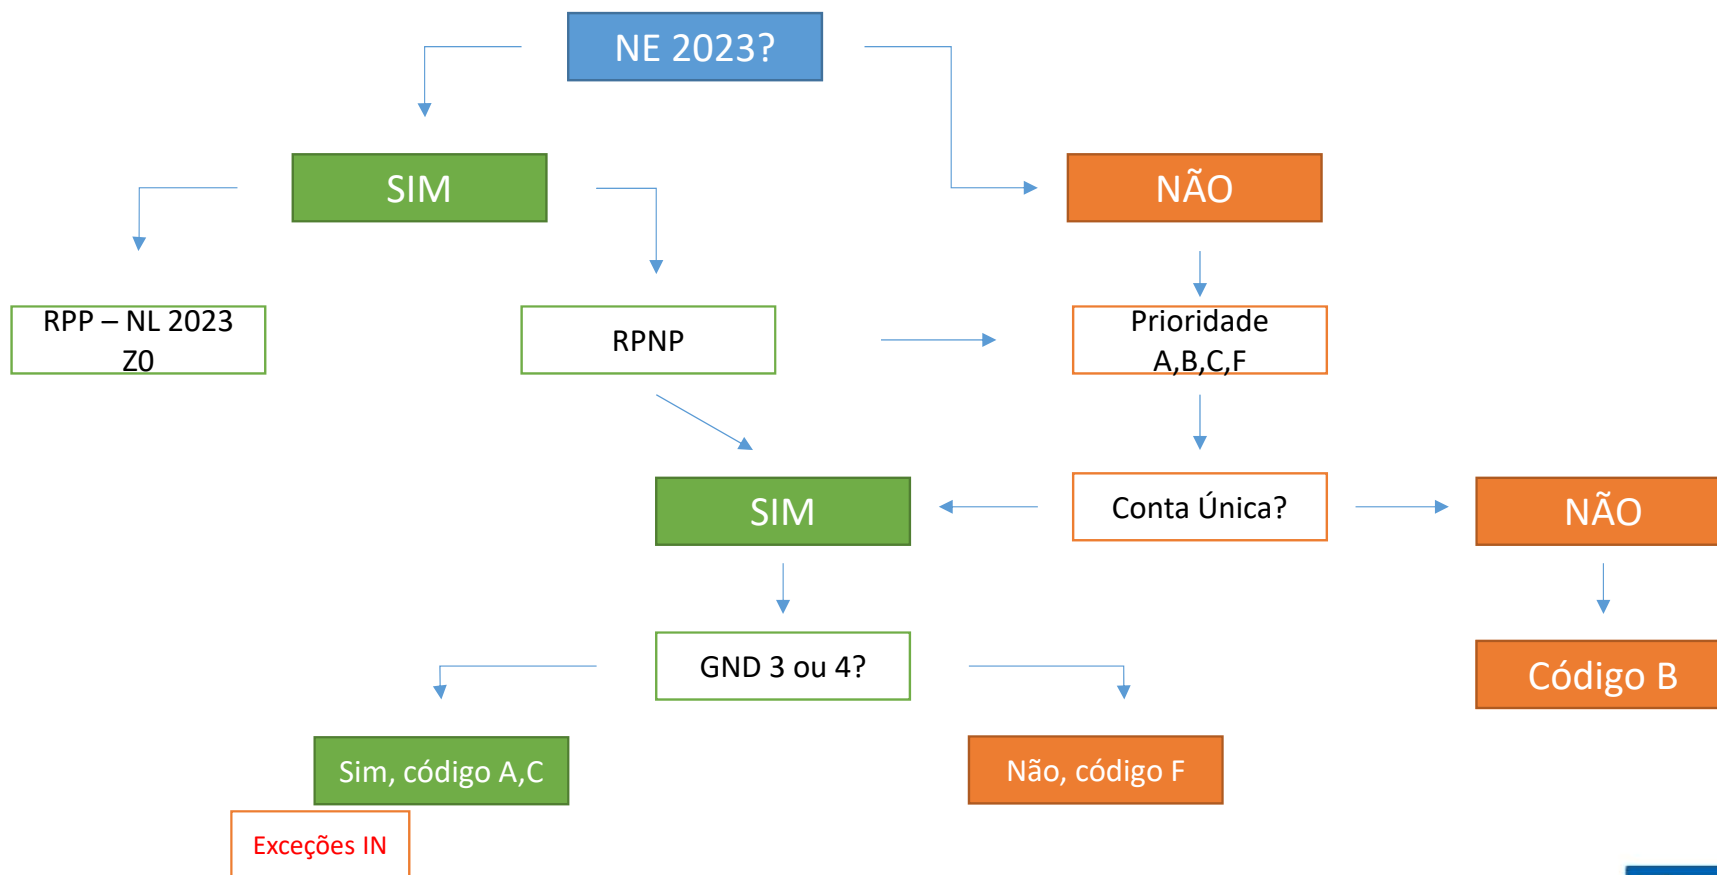 NE 2023?
SIM
NÃO
RPP – NL 2023
Z0
RPNP
Prioridade
A,B,C,F
SIM
Conta Única?
NÃO
GND 3 ou 4?
Código B
Sim, código A,C
Não, código F
Exceções IN